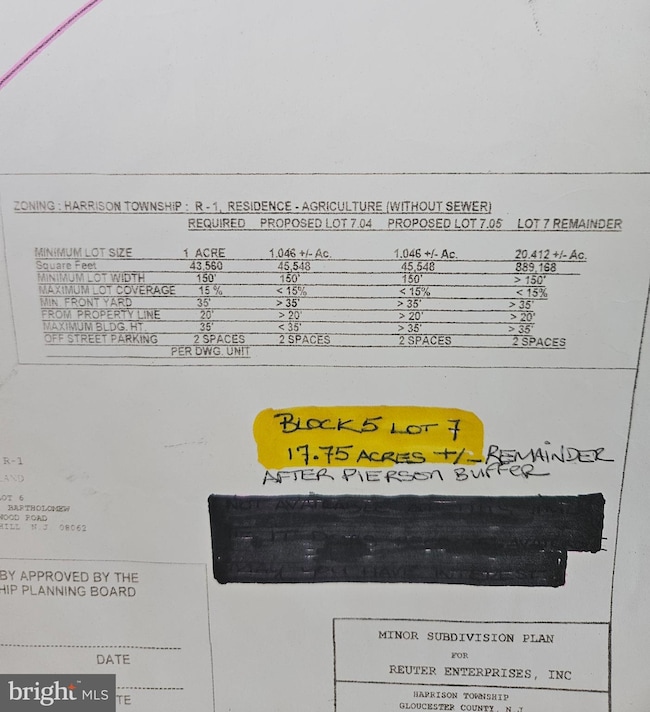 ZONING : HARRISON TOWNSHIP : R - 1, RESIDENCE - AGRICULTURE (WITHOUT SEWER)
REQUIRED PROPOSED LOT 7.04 PROPOSED LOT 7.05 LOT 7 REMAINDER
MINIMUM LOT SIZE 1 ACRE 1.046 +/- Ac. 1.046 +/- Ac. 20.412 +/- Ac.
Square Feet 43,560 45,548 45,548 889,168
MINIMUM LOT WIDTH 150' 150' 150' > 150'
MAXIMUM LOT COVERAGE 15 % < 15% < 15% < 15%
MIN. FRONT YARD 35' > 35' > 35' > 35'
FROM PROPERTY LINE 20' > 20' > 20' > 20'
MAXIMUM BLDG. HT. 35' < 35' > 35' > 35'
OFF STREET PARKING 2 SPACES 2 SPACES 2 SPACES 2 SPACES
PER DWG. UNIT
BLOCK 5 LOT 7
17.75 ACRES +/- REMAINDER
AFTER PIERSON BUFFER
R-1
LOT 6
BARTHOLOMEW
WOOD ROAD
HILL N.J 08062
BY APPROVED BY THE
HIP PLANNING BOARD
DATE
TE
MINOR SUBDIVISION PLAN
FOR
REUTER ENTERPRISES, INC
HARRISON TOWNSHIP
GLOUCESTER COUNTY, N.J
bright MLS